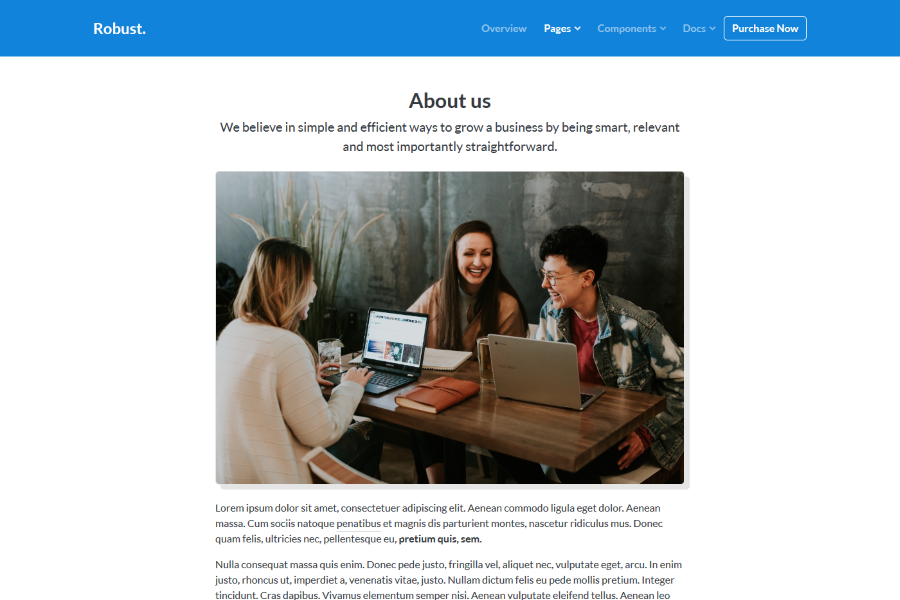 Robust.
Overview Pages Components Docs Purchase Now
About us
We believe in simple and efficient ways to grow a business by being smart, relevant
and most importantly straightforward.
Lorem ipsum dolor sit amet, consectetuer adipiscing elit. Aenean commodo ligula eget dolor. Aenean
massa. Cum sociis natoque penatibus et magnis dis parturient montes, nascetur ridiculus mus. Donec
quam felis, ultricies nec, pellentesque eu, pretium quis, sem.
Nulla consequat massa quis enim. Donec pede justo, fringilla vel, aliquet nec, vulputate eget, arcu. In enim
justo, rhoncus ut, imperdiet a, venenatis vitae, justo. Nullam dictum felis eu pede mollis pretium. Integer
tincidunt. Cras dapibus. Vivamus elementum semper nisi. Aenean vulputate eleifend tellus. Aenean leo